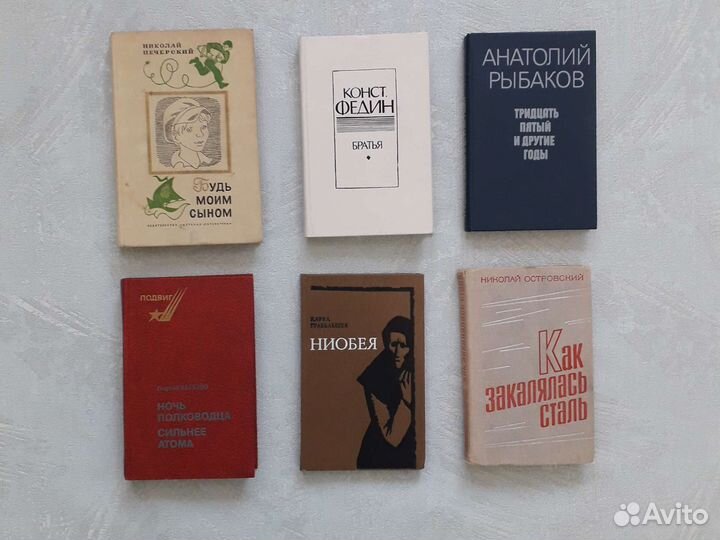 НИКОЛАЙ
ПЕЧЕРСКИЙ
БУДЬ
МОИМ
СЫНОМ
КОНСТ.
ФЕДИН
БРАТЬЯ
АНАТОЛИЙ
РЫБАКОВ
ТРИДЦАТЬ
ПЯТЫЙ
И ДРУГИЕ
ГОДЫ
ПОДВИГ
НОЧЬ
ПОЛКОВОДЦА
СИЛЬНЕЕ
АТОМА
КАРЛ
НИОБЕЯ
НИКОЛАЙ ОСТРОВСКИЙ
Как
закалялась
сталь
Avito